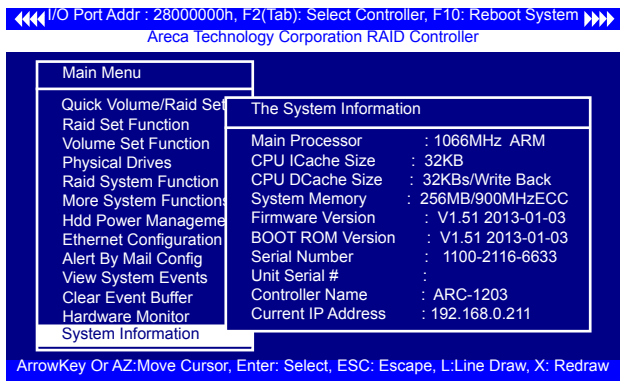 I/O Port Addr : 28000000h, F2(Tab): Select Controller, F10: Reboot System
Areca Technology Corporation RAID Controller
Main Menu
Quick Volume/Raid Set
Raid Set Function
Volume Set Function
Physical Drives
Raid System Function
More System Functions
Hdd Power Manageme
Ethernet Configuration
Alert By Mail Config
View System Events
Clear Event Buffer
Hardware Monitor
System Information
The System Information
Main Processor : 1066MHz ARM
CPU ICache Size : 32KB
CPU DCache Size : 32KBs/Write Back
System Memory : 256MB/900MHzECC
Firmware Version : V1.51 2013-01-03
BOOT ROM Version : V1.51 2013-01-03
Serial Number : 1100-2116-6633
Unit Serial # :
Controller Name : ARC-1203
Current IP Address : 192.168.0.211
ArrowKey Or AZ:Move Cursor, Enter: Select, ESC: Escape, L:Line Draw, X: Redraw